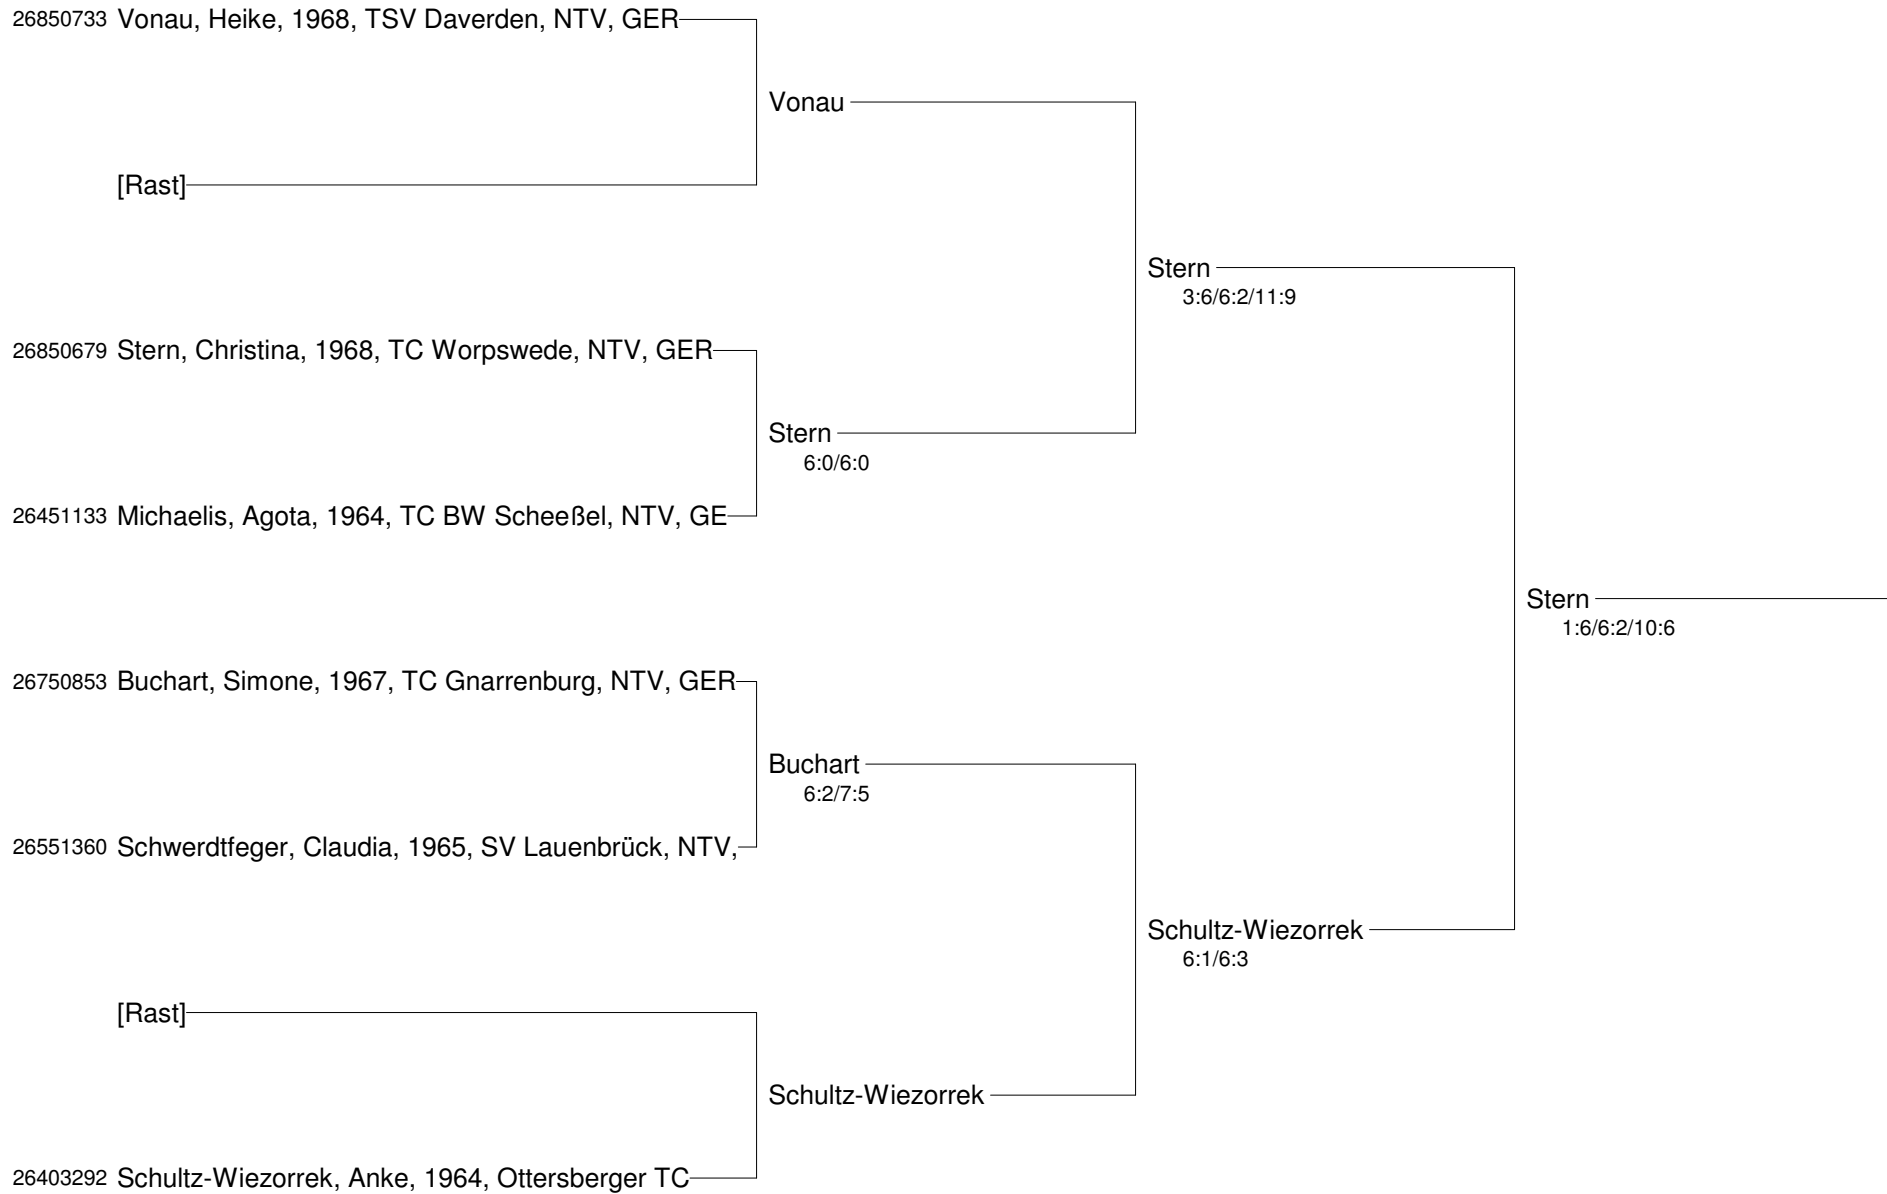 26850733 Vonau, Heike, 1968, TSV Daverden, NTV, GER
Vonau
[Rast]
Stern
3:6/6:2/11:9
26850679 Stern, Christina, 1968, TC Worpswede, NTV, GER
Stern
6:0/6:0
26451133 Michaelis, Agota, 1964, TC BW Scheeßel, NTV, GE
Stern
1:6/6:2/10:6
26750853 Buchart, Simone, 1967, TC Gnarrenburg, NTV, GER
Buchart
6:2/7:5
26551360 Schwerdtfeger, Claudia, 1965, SV Lauenbrück, NTV,
Schultz-Wiezorrek
6:1/6:3
[Rast]
Schultz-Wiezorrek
26403292 Schultz-Wiezorrek, Anke, 1964, Ottersberger TC